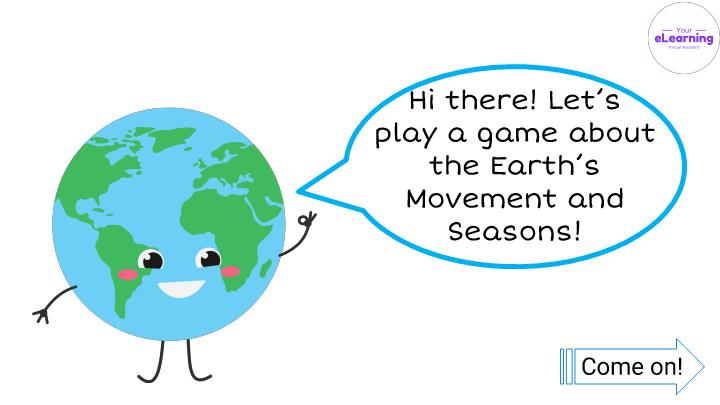 Your
eLearning
Virtual Assistant
Hi there! Let's
play a game about
the Earth's
Movement and
Seasons!
Come on!